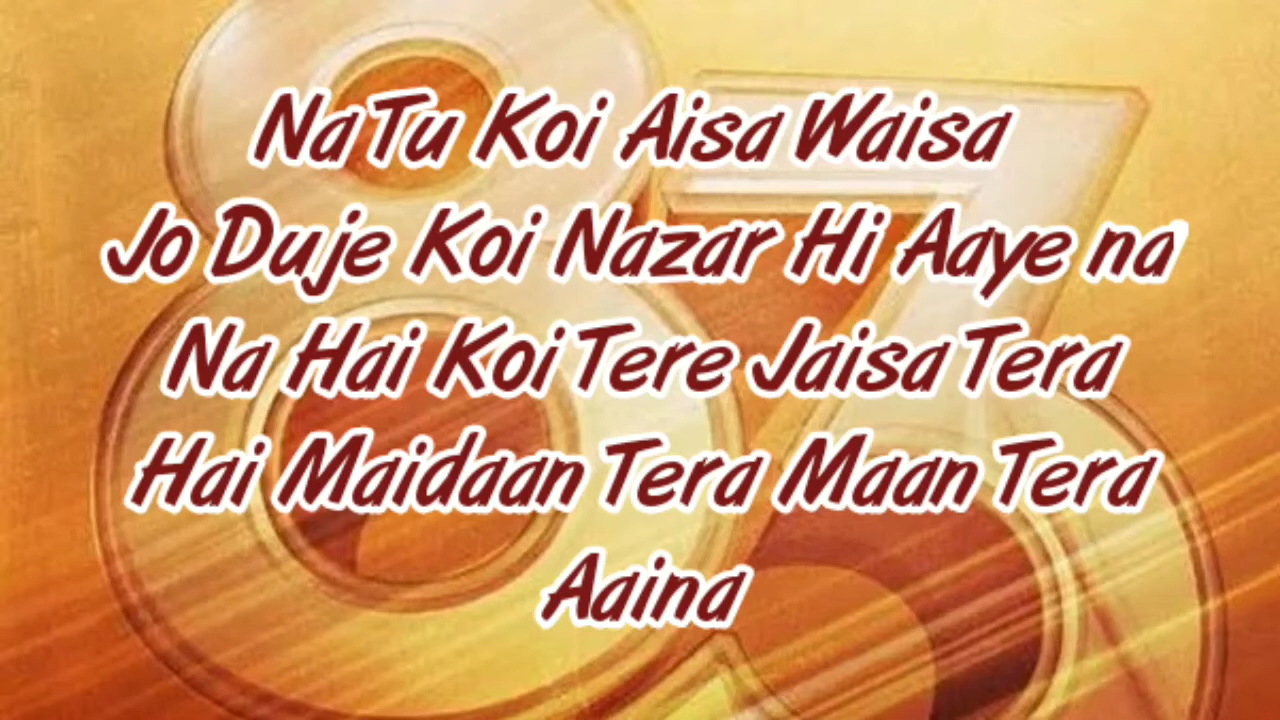 Na Tu Koi Aisa Waisa
Jo Duje Koi Nazar Hi Aaye na
Na Hai Koi Tere Jaisa Tera
Hai Maidaan Tera Maan Tera
Aaina
83